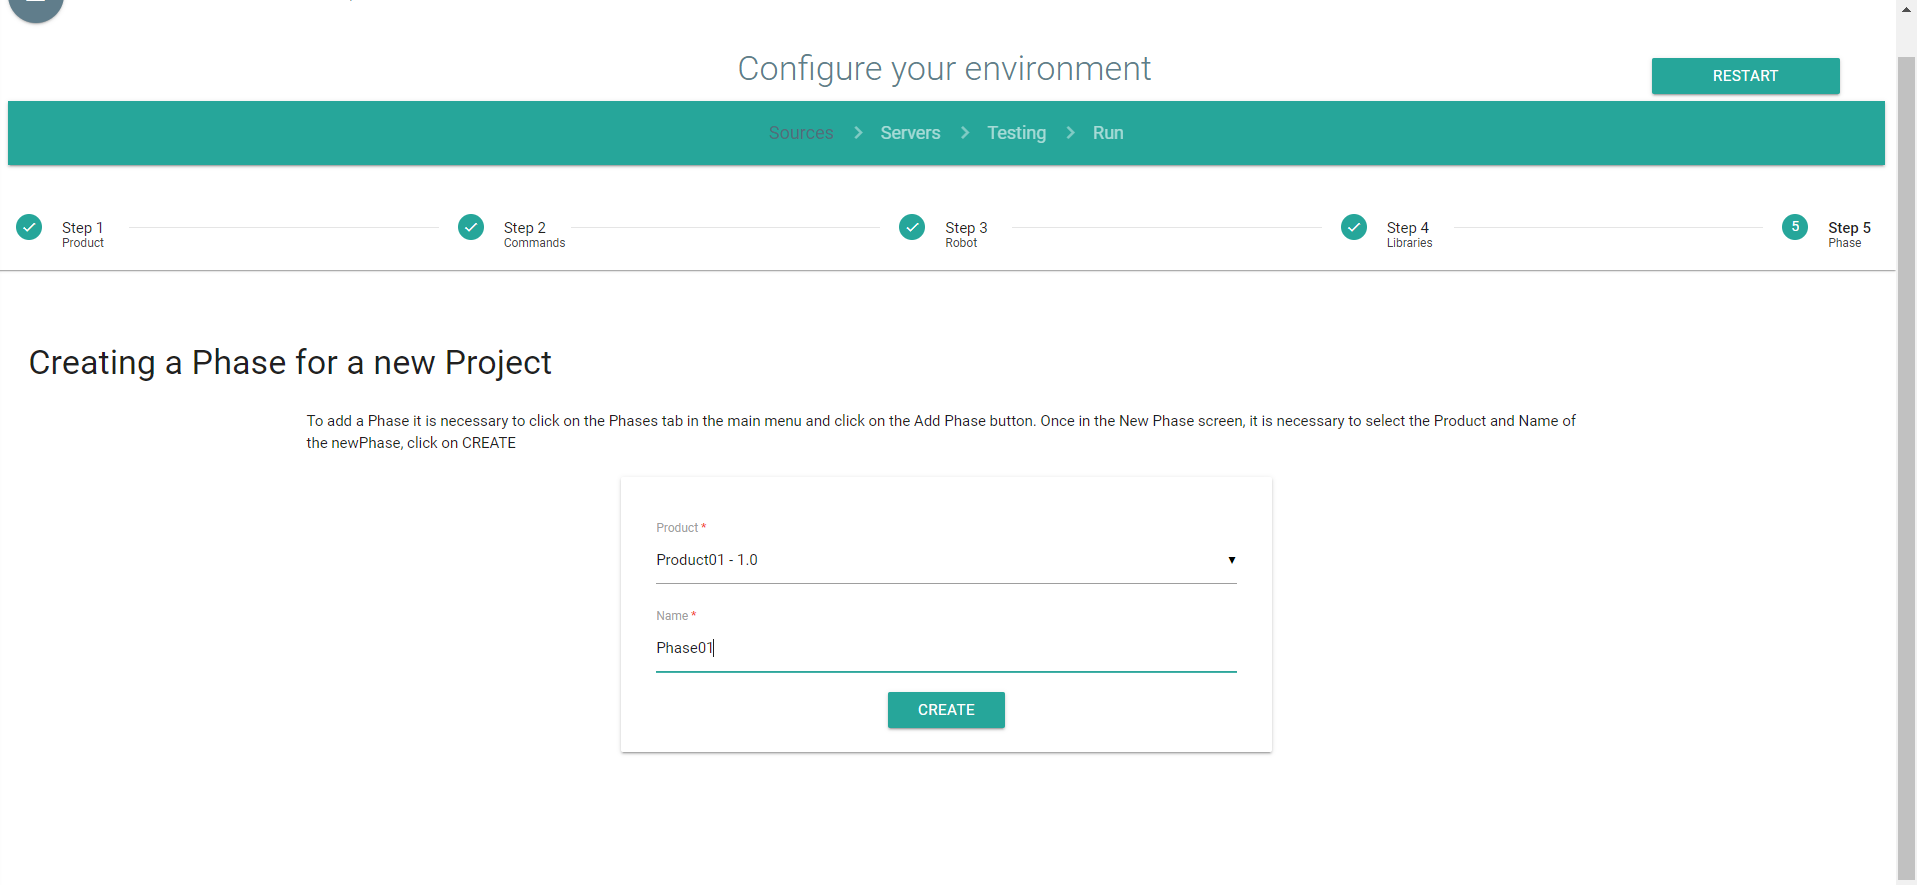 Configure your environment
RESTART
Sources > Servers > Testing > Run
Step 1
Product
Step 2
Commands
Step 3
Robot
Step 4
Libraries
5
Step 5
Phase
Creating a Phase for a new Project
To add a Phase it is necessary to click on the Phases tab in the main menu and click on the Add Phase button. Once in the New Phase screen, it is necessary to select the Product and Name of
the newPhase, click on CREATE
Product *
Product01 - 1.0
Name *
Phase01
CREATE